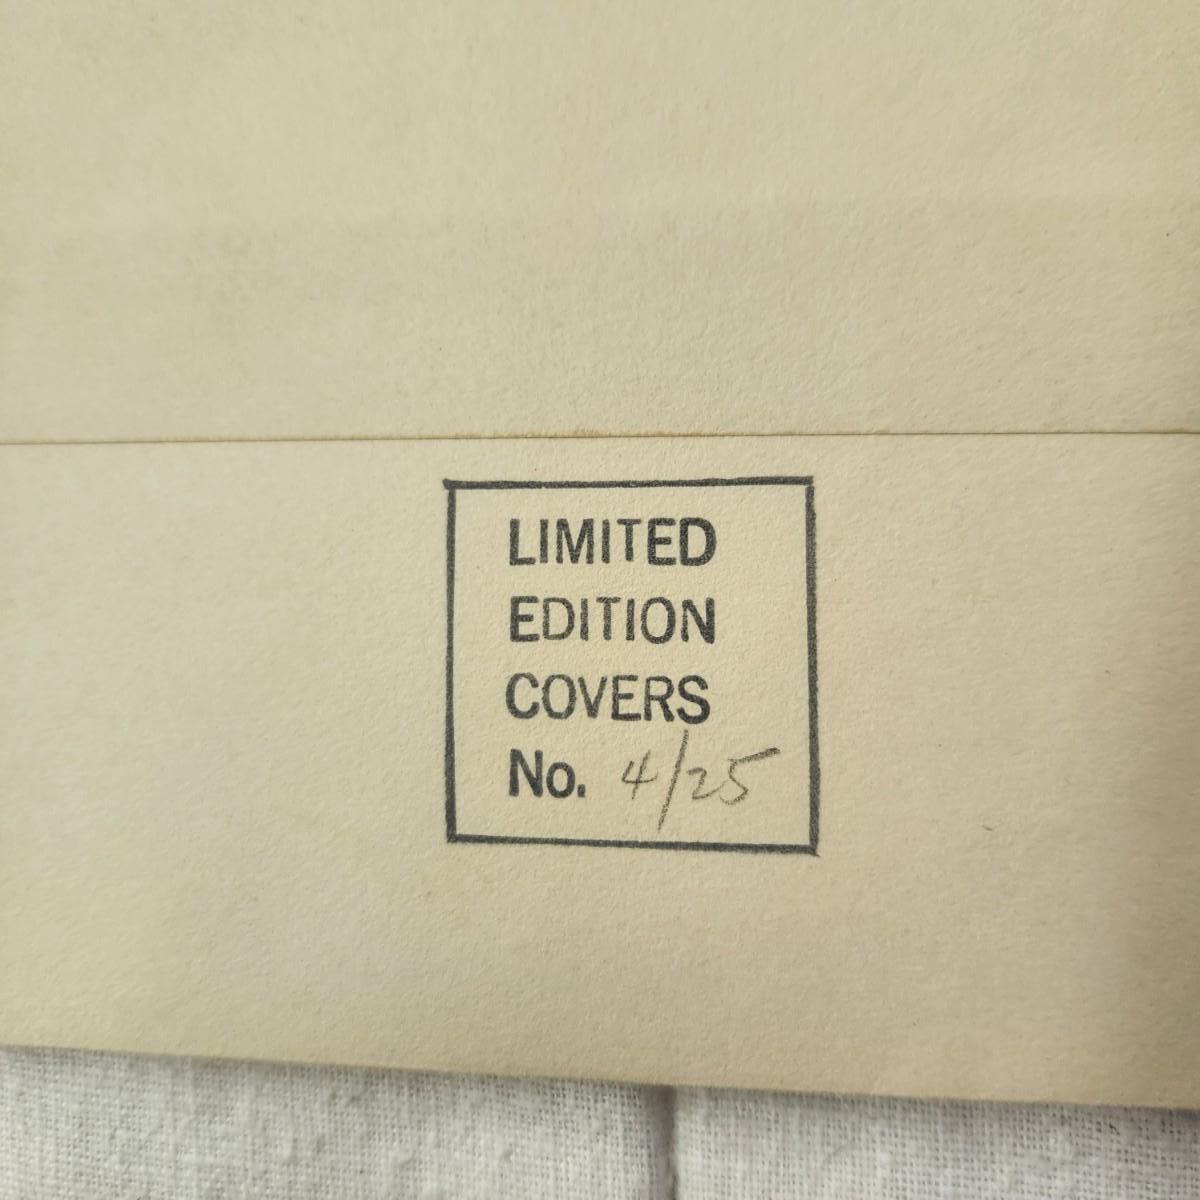 LIMITED
EDITION
COVERS
No. 4/25